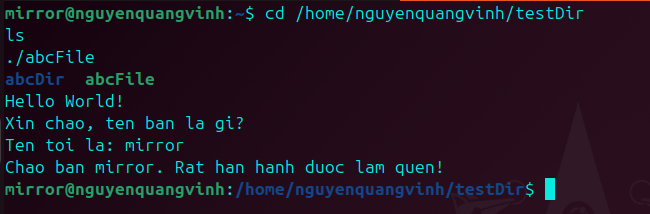 mirror@nguyenquangvinh:~$ cd /home/nguyenquangvinh/testDir
ls
./abcFile
abcDir  abcFile
Hello World!
Xin chao, ten ban la gi?
Ten toi la: mirror
Chao ban mirror. Rat han hanh duoc lam quen!
mirror@nguyenquangvinh:/home/nguyenquangvinh/testDir$